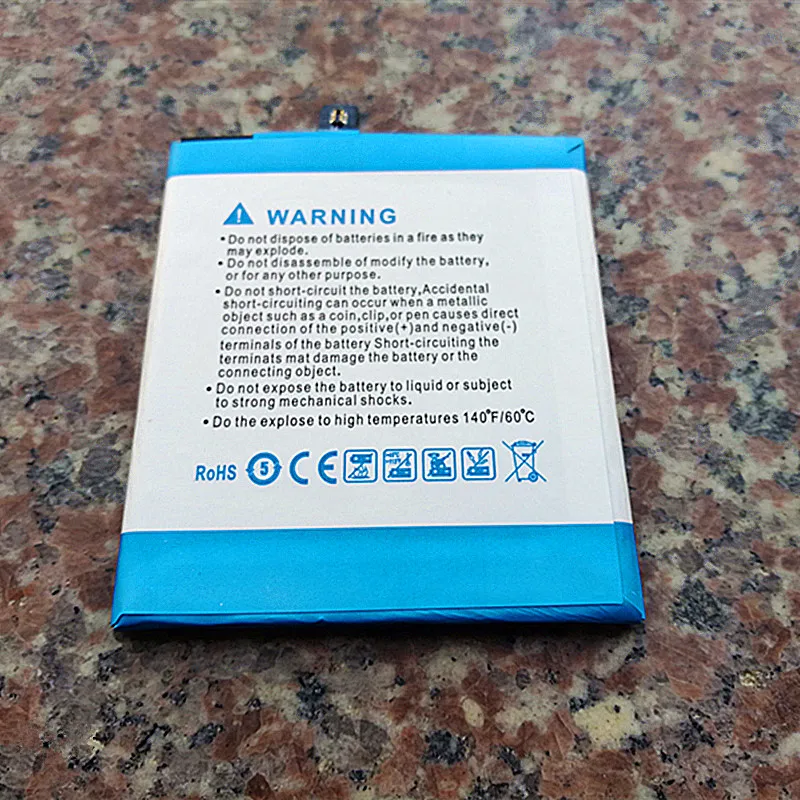 WARNING
•Do not dispose of batteries in a fire as they
may explode.
•Do not disassemble of modify the battery,
or for any other purpose.
•Do not short-circuit the battery,Accidental
short-circuiting can occur when a metallic
object such as a coin,clip,or pen causes direct
connection of the positive(+)and negative(-)
terminals of the battery Short-circuiting the
terminats mat damage the battery or the
connecting object.
•Do not expose the battery to liquid or subject
to strong mechanical shocks.
•Do the explose to high temperatures 140°F/60°C
RoHS 5 CE